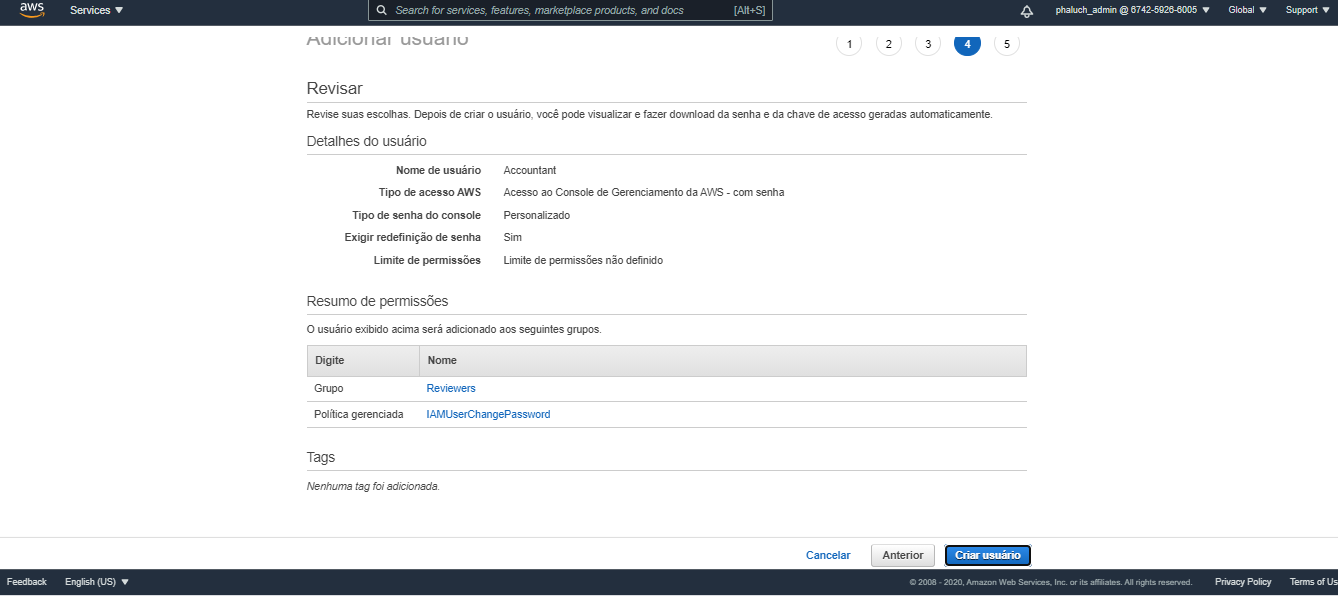 aws Services Search for services, features, marketplace products, and docs [Alt+S] phaluch_admin @ 6742-5926-6005 Global Support
Adicionar usuário 1 2 3 4 5
Revisar
Revise suas escolhas. Depois de criar o usuário, você pode visualizar e fazer download da senha e da chave de acesso geradas automaticamente.
Detalhes do usuário
Nome de usuário Accountant
Tipo de acesso AWS Acesso ao Console de Gerenciamento da AWS - com senha
Tipo de senha do console Personalizado
Exigir redefinição de senha Sim
Limite de permissões Limite de permissões não definido
Resumo de permissões
O usuário exibido acima será adicionado aos seguintes grupos.
Digite Nome
Grupo Reviewers
Política gerenciada IAMUserChangePassword
Tags
Nenhuma tag foi adicionada.
Cancelar Anterior Criar usuário
Feedback English (US) © 2008 - 2020, Amazon Web Services, Inc. or its affiliates. All rights reserved. Privacy Policy Terms of Us